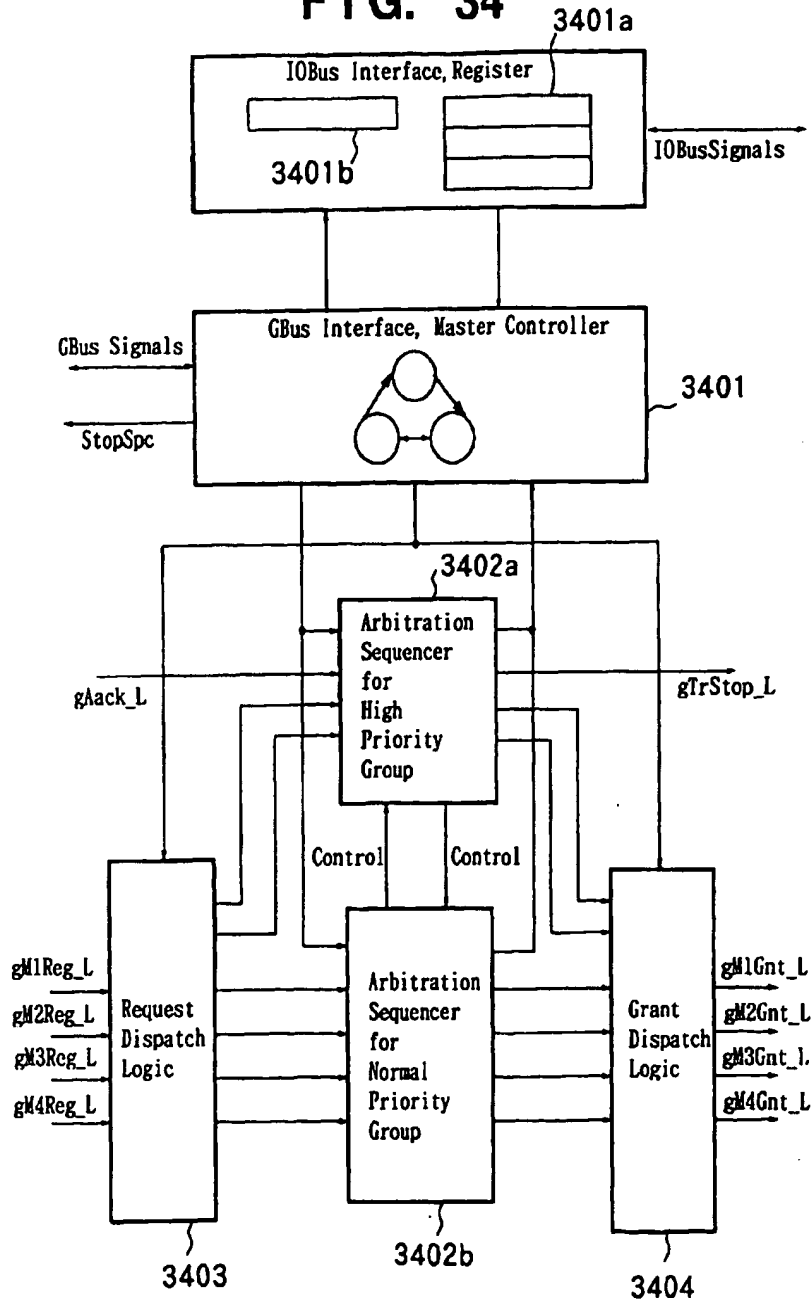 FIG. 34
3401a
IOBus Interface, Register
3401b
IOBusSignals
GBus Interface, Master Controller
GBus Signals
3401
StopSpc
3402a
Arbitration
Sequencer
for
High
Priority
Group
gAack_L
gTrStop_L
Control
Control
gM1Reg_L
gM2Reg_L
gM3Reg_L
gM4Reg_L
Request
Dispatch
Logic
Arbitration
Sequencer
for
Normal
Priority
Group
Grant
Dispatch
Logic
gM1Gnt_L
gM2Gnt_L
gM3Gnt_L
gM4Gnt_L
3403
3402b
3404